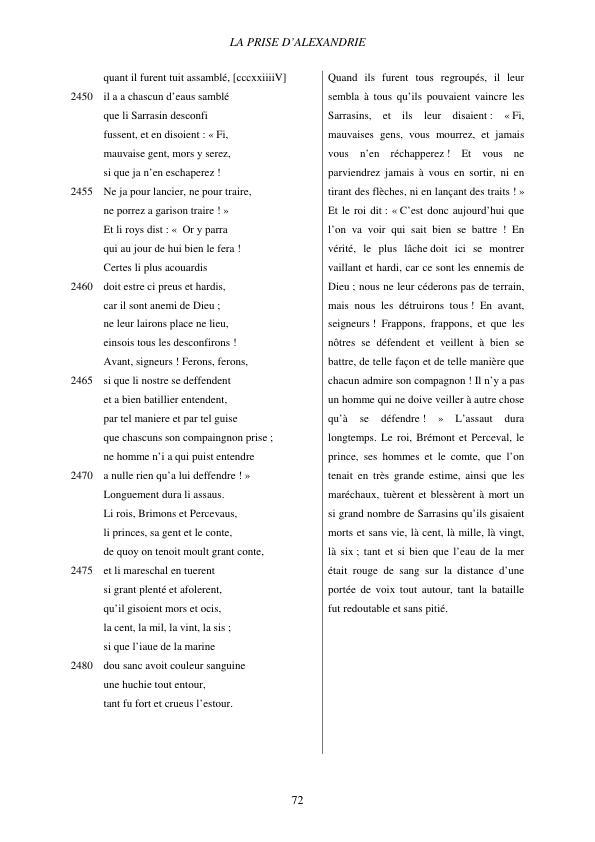 LA PRISE D’ALEXANDRIE
quant il furent tuit assamblé, [cccxxiiiiV]
2450 il a a chascun d’eaus samblé
que li Sarrasin desconfi
fussent, et en disoient : « Fi,
mauvaise gent, mors y serez,
si que ja n’en eschaperez !
2455 Ne ja pour lancier, ne pour traire,
ne porrez a garison traire ! »
Et li roys dist : « Or y parra
qui au jour de hui bien le fera !
Certes li plus acouardis
2460 doit estre ci preus et hardis,
car il sont anemi de Dieu ;
ne leur lairons place ne lieu,
einsois tous les desconfirons !
Avant, signeurs ! Ferons, ferons,
2465 si que li nostre se deffendent
et a bien batillier entendent,
par tel maniere et par tel guise
que chascuns son compaingnon prise ;
ne homme n’i a qui puist entendre
2470 a nulle rien qu’a lui deffendre ! »
Longuement dura li assaus.
Li rois, Brimons et Percevaus,
li princes, sa gent et le conte,
de quoy on tenoit moult grant conte,
2475 et li mareschal en tuerent
si grant plenté et afolerent,
qu’il gisoient mors et ocis,
la cent, la mil, la vint, la sis ;
si que l’iaue de la marine
2480 dou sanc avoit couleur sanguine
une huchie tout entour,
tant fu fort et crueus l’estour.
Quand ils furent tous regroupés, il leur
sembla à tous qu’ils pouvaient vaincre les
Sarrasins, et ils leur disaient : « Fi,
mauvaises gens, vous mourrez, et jamais
vous n’en réchapperez ! Et vous ne
parviendrez jamais à vous en sortir, ni en
tirant des flèches, ni en lançant des traits ! »
Et le roi dit : « C’est donc aujourd’hui que
l’on va voir qui sait bien se battre ! En
vérité, le plus lâche doit ici se montrer
vaillant et hardi, car ce sont les ennemis de
Dieu ; nous ne leur céderons pas de terrain,
mais nous les détruirons tous ! En avant,
seigneurs ! Frappons, frappons, et que les
nôtres se défendent et veillent à bien se
battre, de telle façon et de telle manière que
chacun admire son compagnon ! Il n’y a pas
un homme qui ne doive veiller à autre chose
qu’à se défendre ! » L’assaut dura
longtemps. Le roi, Brémont et Perceval, le
prince, ses hommes et le comte, que l’on
tenait en très grande estime, ainsi que les
maréchaux, tuèrent et blessèrent à mort un
si grand nombre de Sarrasins qu’ils gisaient
morts et sans vie, là cent, là mille, là vingt,
là six ; tant et si bien que l’eau de la mer
était rouge de sang sur la distance d’une
portée de voix tout autour, tant la bataille
fut redoutable et sans pitié.
72